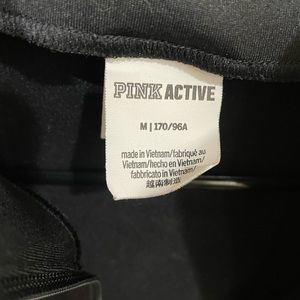 PINK ACTIVE
M | 170/96A
made in Vietnam/fabriqué au
Vietnam/hecho en Vietnam/
fabbricato in Vietnam/
越南制造